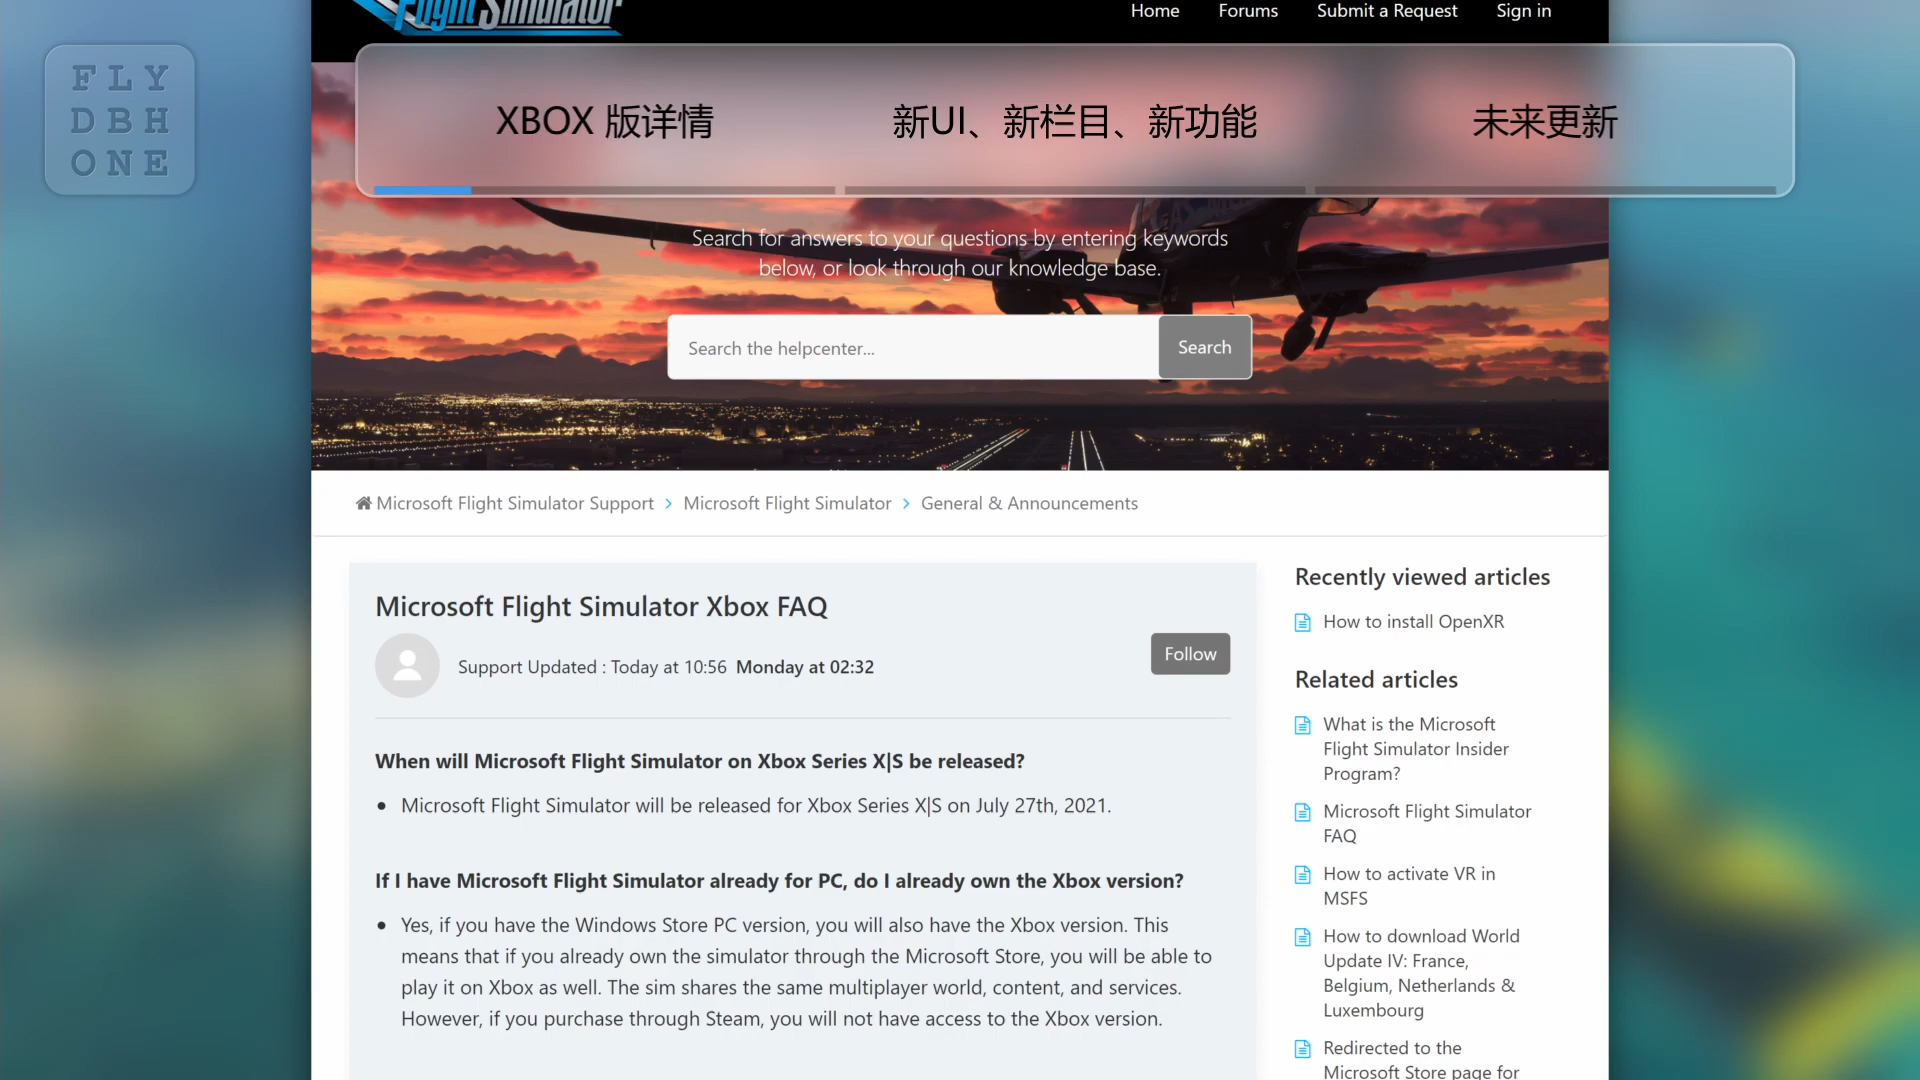 Flight Simulator
Home Forums Submit a Request Sign in
FLY
DBH
ONE
XBOX 版详情 新UI、新栏目、新功能 未来更新
Search for answers to your questions by entering keywords
below, or look through our knowledge base.
Search the helpcenter... Search
Microsoft Flight Simulator Support > Microsoft Flight Simulator > General & Announcements
Microsoft Flight Simulator Xbox FAQ
Support Updated : Today at 10:56 Monday at 02:32
Follow
When will Microsoft Flight Simulator on Xbox Series X|S be released?
• Microsoft Flight Simulator will be released for Xbox Series X|S on July 27th, 2021.
If I have Microsoft Flight Simulator already for PC, do I already own the Xbox version?
• Yes, if you have the Windows Store PC version, you will also have the Xbox version. This
means that if you already own the simulator through the Microsoft Store, you will be able to
play it on Xbox as well. The sim shares the same multiplayer world, content, and services.
However, if you purchase through Steam, you will not have access to the Xbox version.
Recently viewed articles
How to install OpenXR
Related articles
What is the Microsoft
Flight Simulator Insider
Program?
Microsoft Flight Simulator
FAQ
How to activate VR in
MSFS
How to download World
Update IV: France,
Belgium, Netherlands &
Luxembourg
Redirected to the
Microsoft Store page for